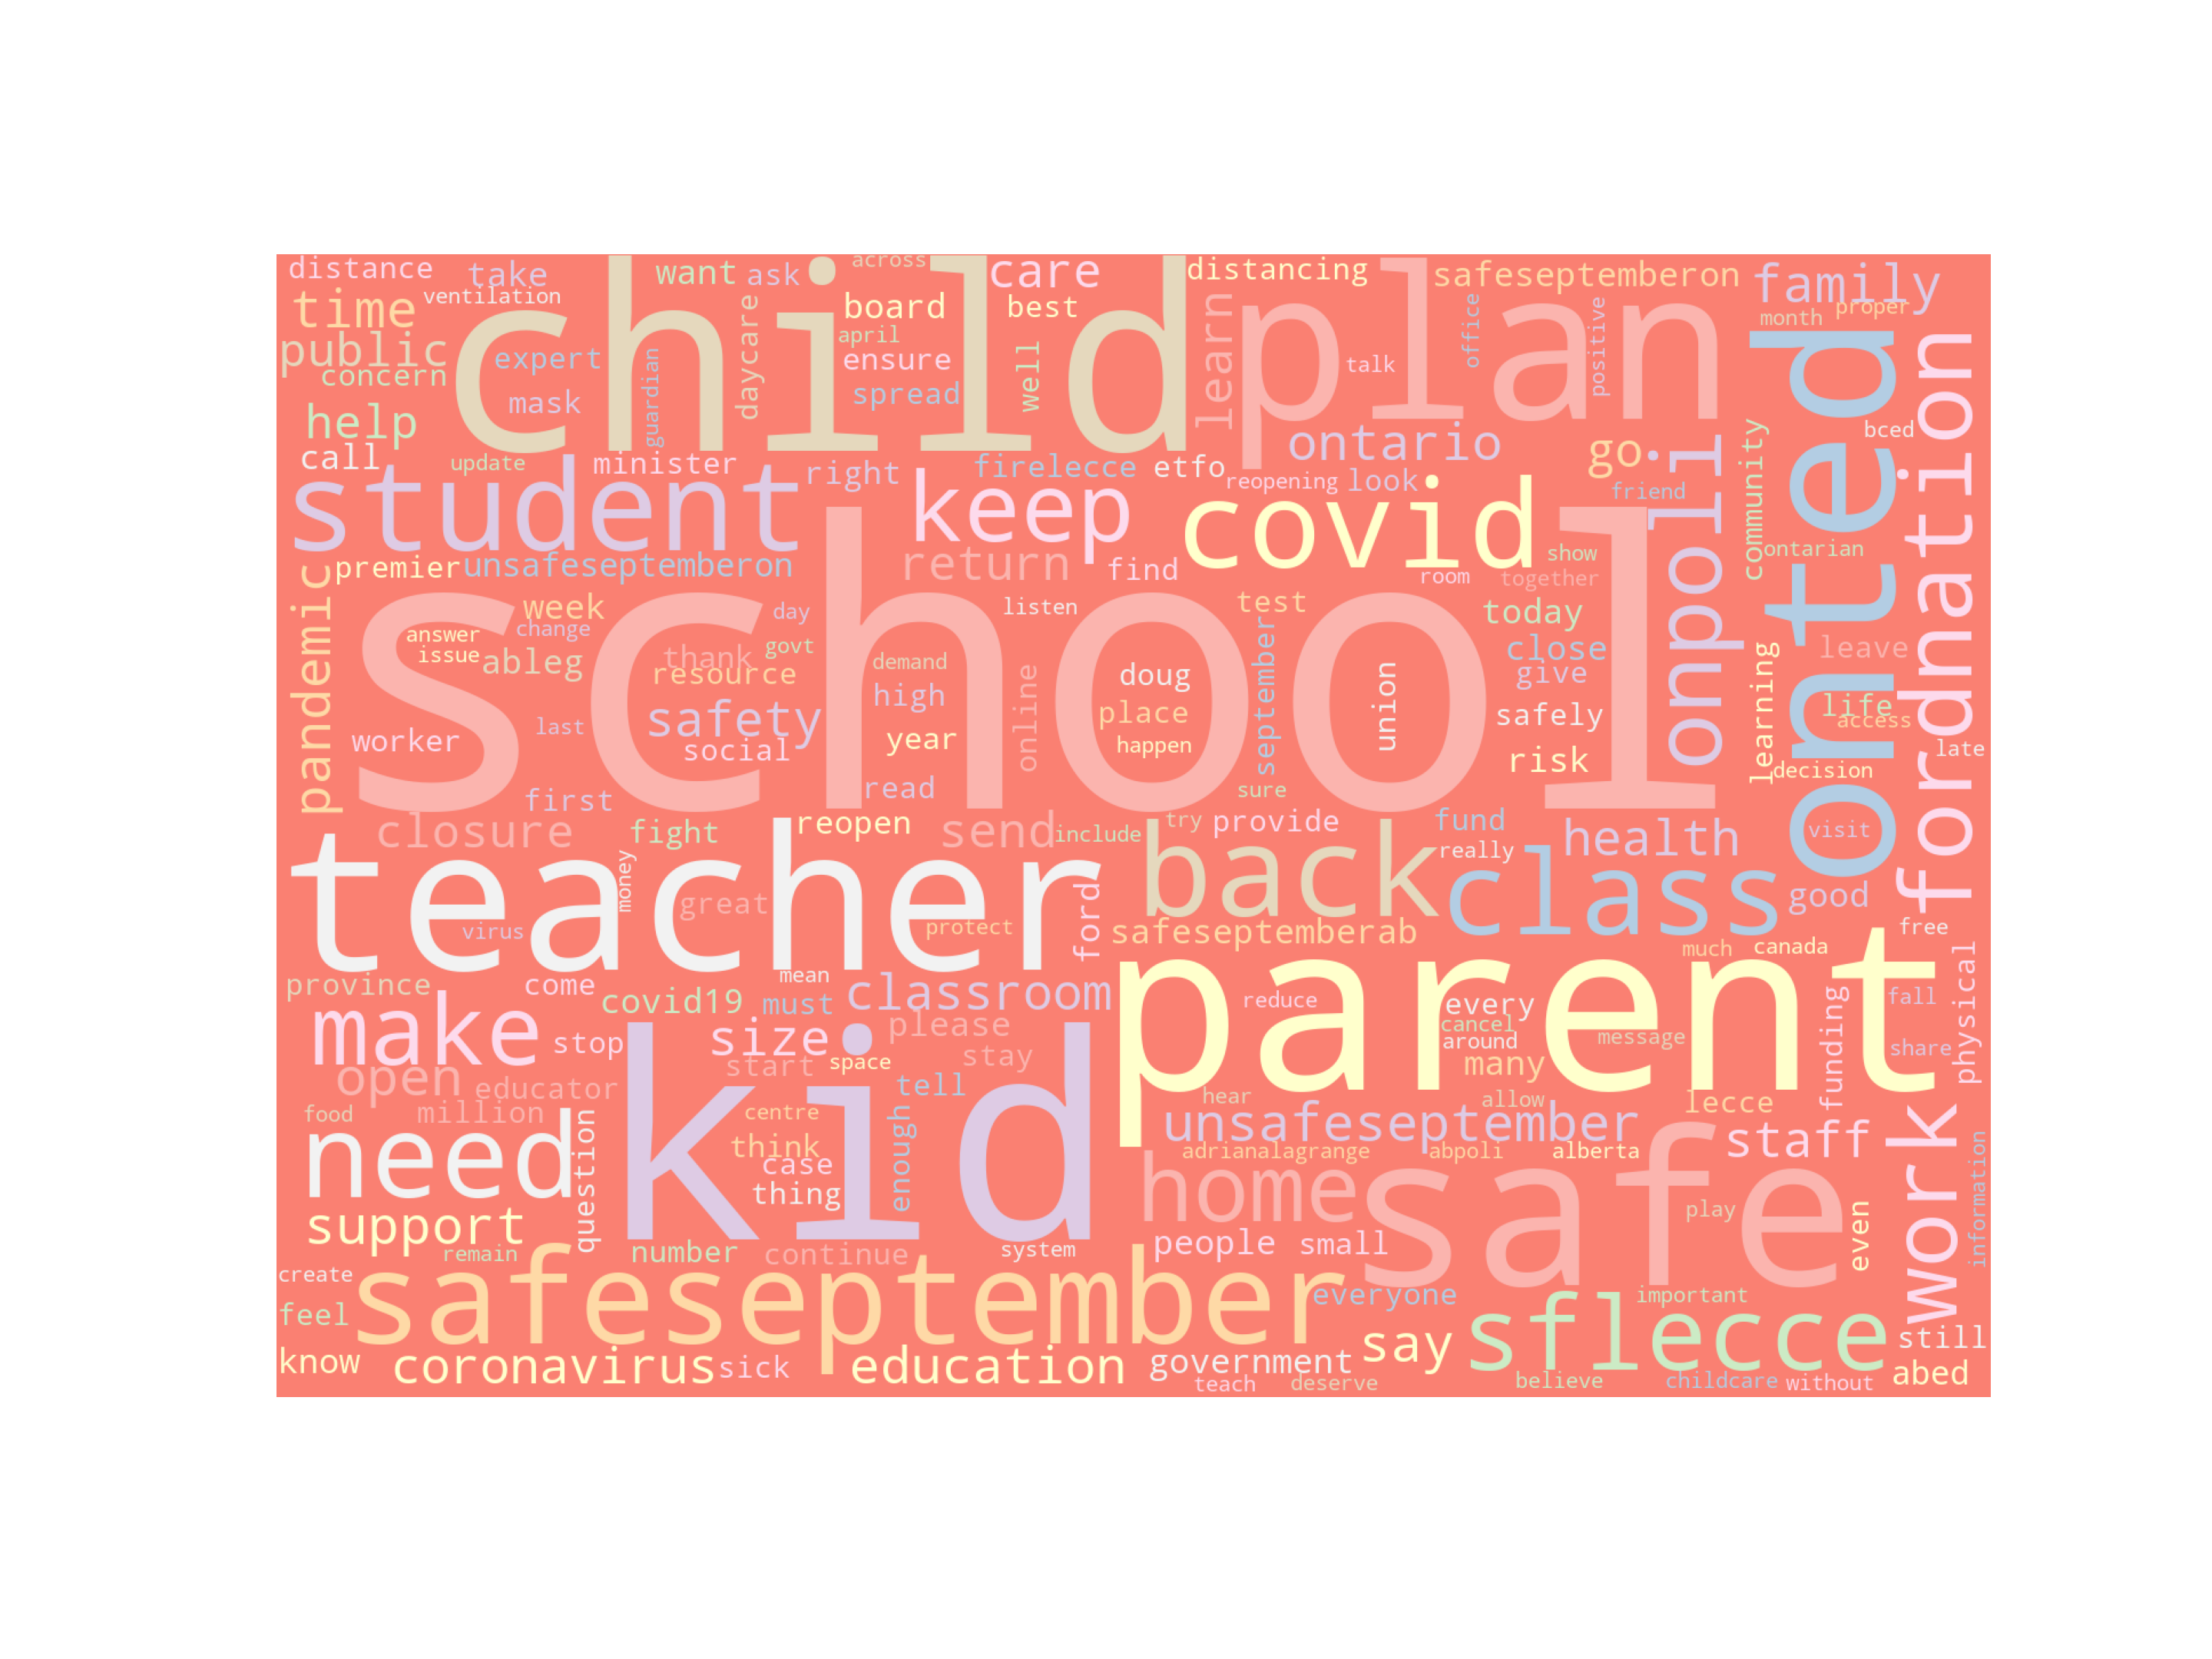 distance
take
want
ask
across
care
distancing
safeseptemberon
family
time
ventilation
child
daycare
board
best
plan
learn
office
month
proper
public
april
concern
expert
guardian
ensure
well
talk
positive
mask
spread
help
ontario
go
community
bced
onted
fordnation
call
update
minister
right
firelecce
etfo
reopening
look
friend
onpoli
student
keep
covid
ontarian
premier
unsafeseptemberon
return
find
show
room
together
pandemic
week
day
listen
september
test
today
school
answer
change
issue
ableg
thank
govt
resource
demand
online
doug
union
close
give
learning
leave
life
access
safety
high
place
safely
worker
last
social
year
happen
risk
decision
late
first
read
sure
closure
fight
reopen
send
include
try
provide
fund
health
visit
teacher
money
back
really
class
great
ford
good
virus
protect
safeseptemberab
much
canada
free
parent
province
come
mean
covid19
must
classroom
reduce
every
funding
fall
physical
make
stop
size
please
cancel
around
message
share
kid
start
space
stay
many
open
educator
tell
hear
allow
lecce
food
million
question
centre
enough
unsafeseptember
staff
work
need
think
adrianalagrange
abpoli
alberta
information
case
thing
home
safe
play
even
support
remain
number
continue
system
people
small
create
safeseptember
everyone
important
feel
sflecce
know
coronavirus
sick
education
government
say
still
teach
deserve
believe
childcare
without
abed